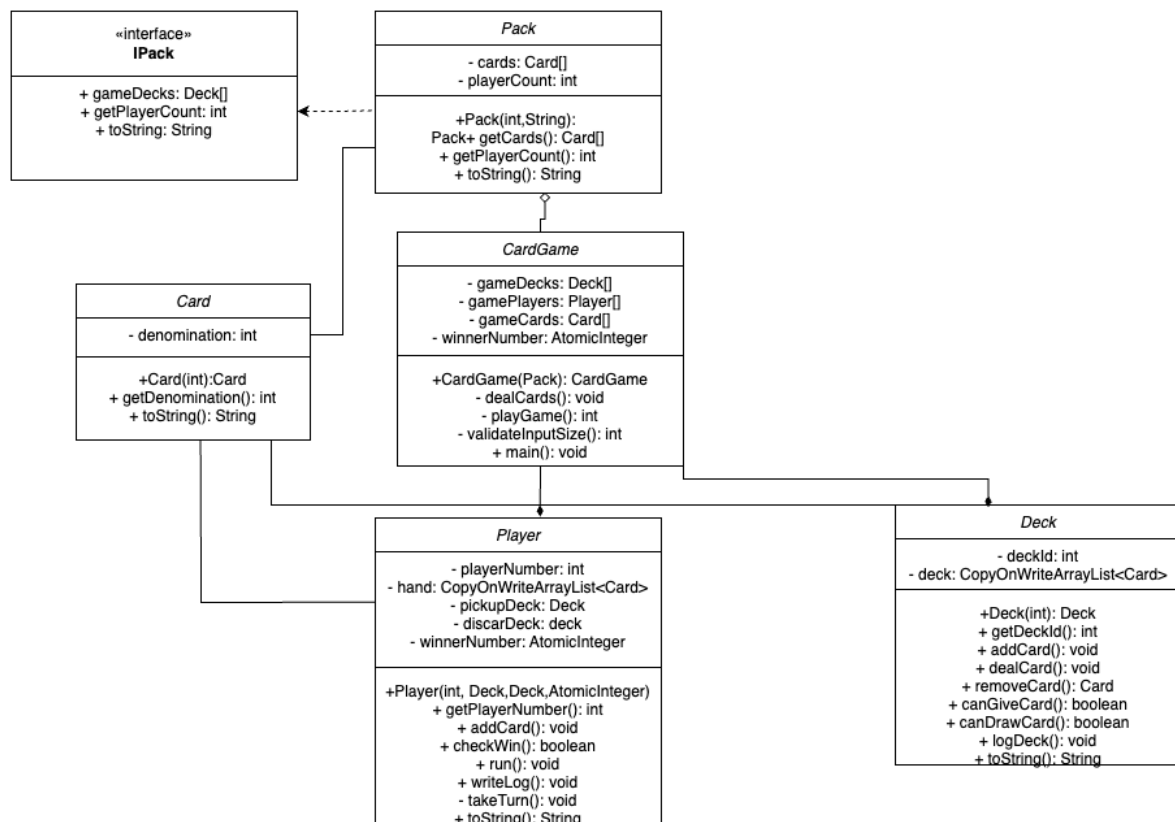 «interface»
IPack
+ gameDecks: Deck[]
+ getPlayerCount: int
+ toString: String
Pack
- cards: Card[]
- playerCount: int
+Pack(int,String):
Pack+ getCards(): Card[]
+ getPlayerCount(): int
+ toString(): String
CardGame
- gameDecks: Deck[]
- gamePlayers: Player[]
- gameCards: Card[]
- winnerNumber: AtomicInteger
+CardGame(Pack): CardGame
- dealCards(): void
- playGame(): int
- validateInputSize(): int
+ main(): void
Card
- denomination: int
+Card(int):Card
+ getDenomination(): int
+ toString(): String
Player
- playerNumber: int
- hand: CopyOnWriteArrayList<Card>
- pickupDeck: Deck
- discarDeck: deck
- winnerNumber: AtomicInteger
+Player(int, Deck,Deck,AtomicInteger)
+ getPlayerNumber(): int
+ addCard(): void
+ checkWin(): boolean
+ run(): void
+ writeLog(): void
- takeTurn(): void
+ toString(): String
Deck
- deckId: int
- deck: CopyOnWriteArrayList<Card>
+Deck(int): Deck
+ getDeckId(): int
+ addCard(): void
+ dealCard(): void
+ removeCard(): Card
+ canGiveCard(): boolean
+ canDrawCard(): boolean
+ logDeck(): void
+ toString(): String